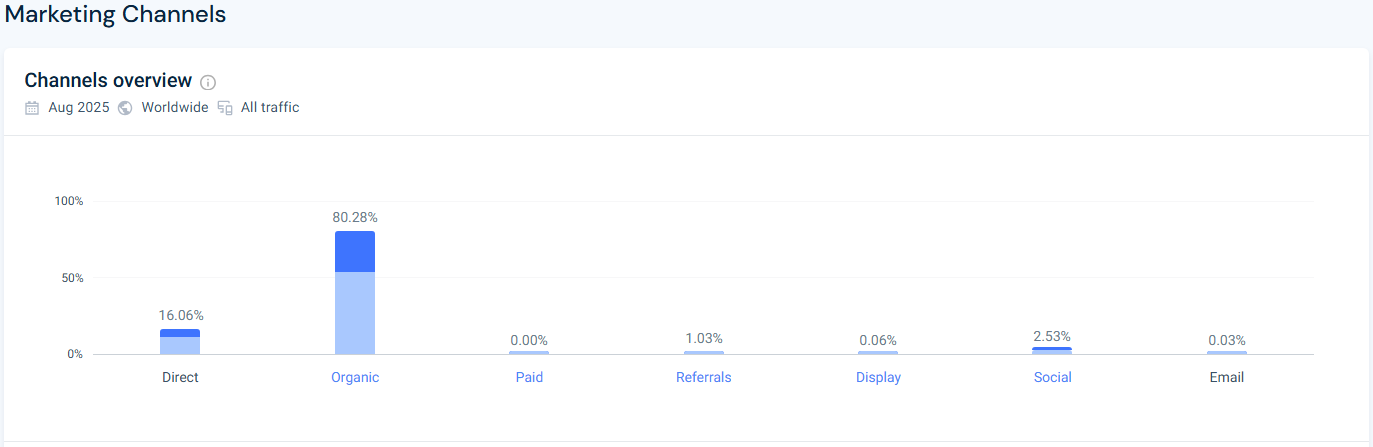 Marketing Channels
Channels overview
Aug 2025 Worldwide All traffic
100%
80.28%
50%
16.06%
0.00%
1.03%
0.06%
2.53%
0.03%
0%
Direct Organic Paid Referrals Display Social Email